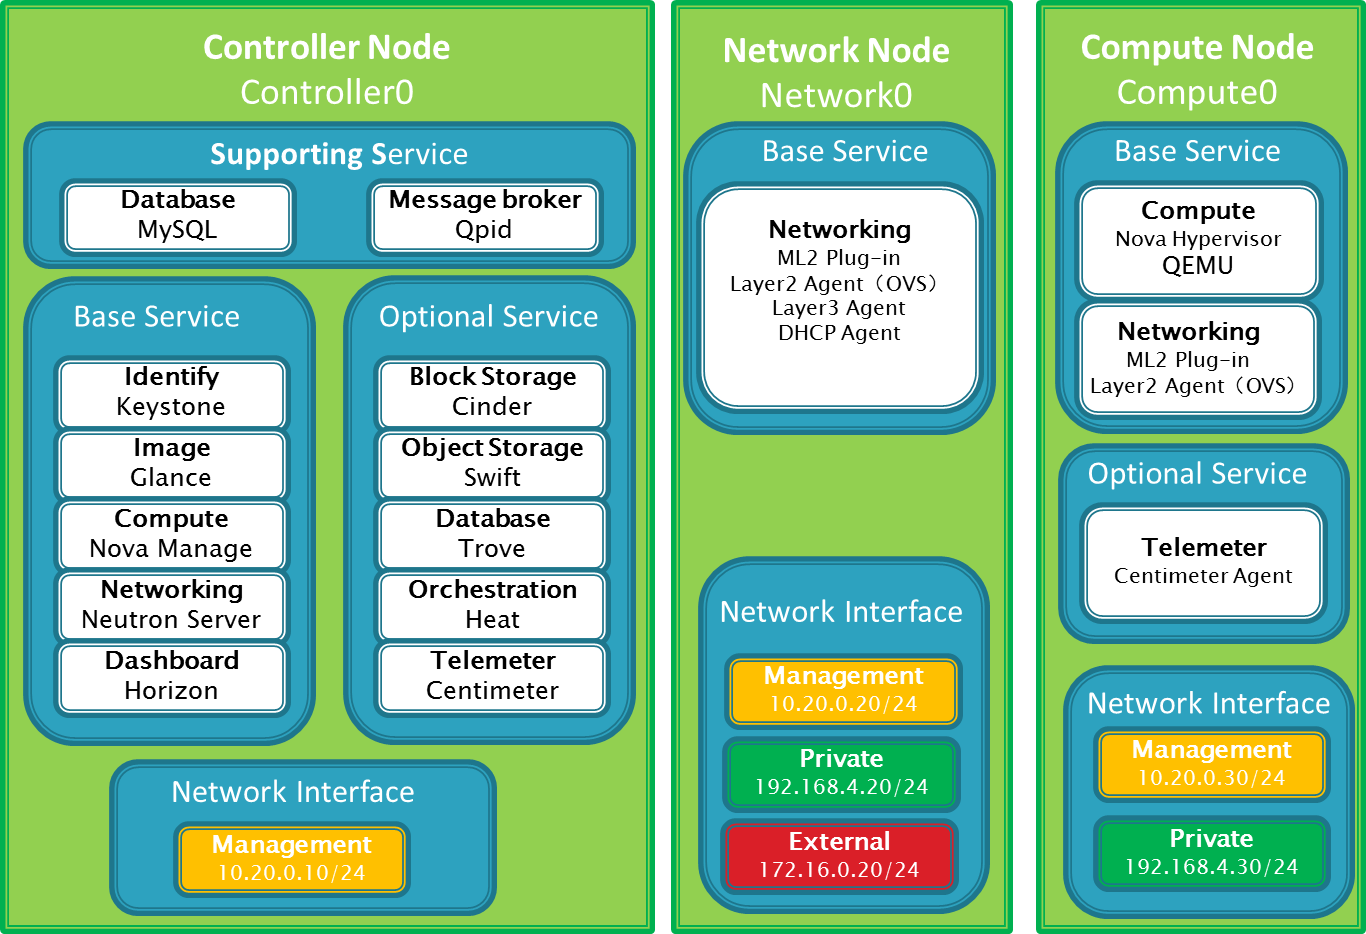 Controller Node
Controller0
Supporting Service
Database
MySQL
Message broker
Qpid
Base Service
Identify
Keystone
Image
Glance
Compute
Nova Manage
Networking
Neutron Server
Dashboard
Horizon
Optional Service
Block Storage
Cinder
Object Storage
Swift
Database
Trove
Orchestration
Heat
Telemeter
Centimeter
Network Interface
Management
10.20.0.10/24
Network Node
Network0
Base Service
Networking
ML2 Plug-in
Layer2 Agent（OVS）
Layer3 Agent
DHCP Agent
Network Interface
Management
10.20.0.20/24
Private
192.168.4.20/24
External
172.16.0.20/24
Compute Node
Compute0
Base Service
Compute
Nova Hypervisor
QEMU
Networking
ML2 Plug-in
Layer2 Agent（OVS）
Optional Service
Telemeter
Centimeter Agent
Network Interface
Management
10.20.0.30/24
Private
192.168.4.30/24